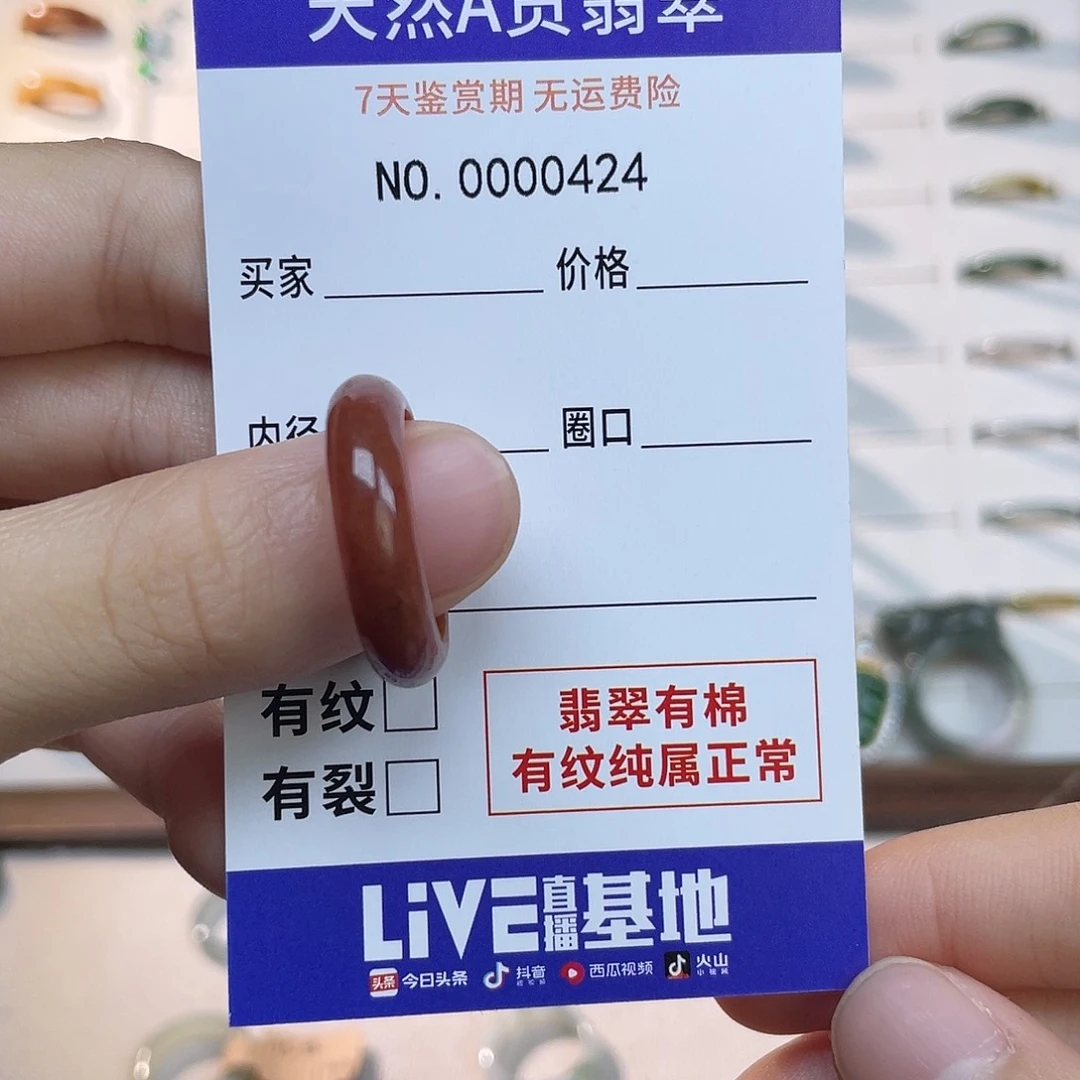 天然A货翡翠
7天鉴赏期 无运费险
NO. 0000424
买家 价格
内径 圈口
有纹
有裂
翡翠有棉
有纹纯属正常
LiVE直播基地
头条 今日头条 抖音 西瓜视频 火山